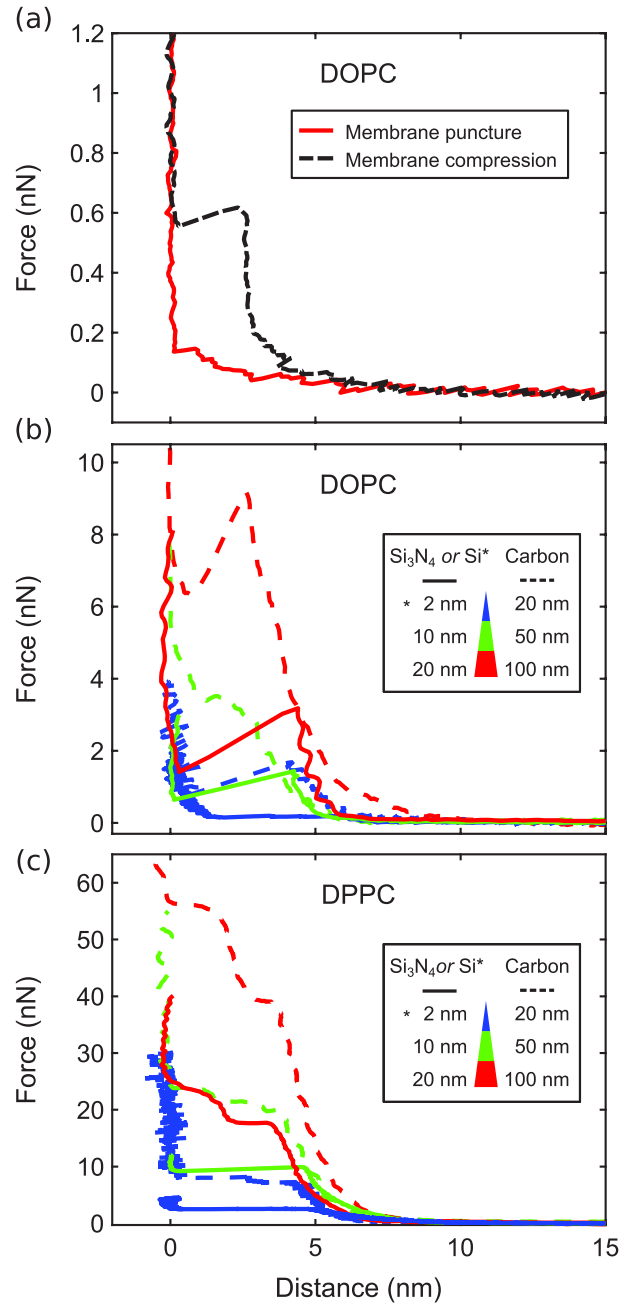 (a)
1.2
1
0.8
0.6
0.4
0.2
0
Force (nN)
DOPC
Membrane puncture
Membrane compression
(b)
10
8
6
4
2
0
Force (nN)
DOPC
Si₃N₄ or Si* Carbon
* 2 nm 20 nm
10 nm 50 nm
20 nm 100 nm
(c)
60
50
40
30
20
10
0
Force (nN)
DPPC
Si₃N₄ or Si* Carbon
* 2 nm 20 nm
10 nm 50 nm
20 nm 100 nm
0 5 10 15
Distance (nm)